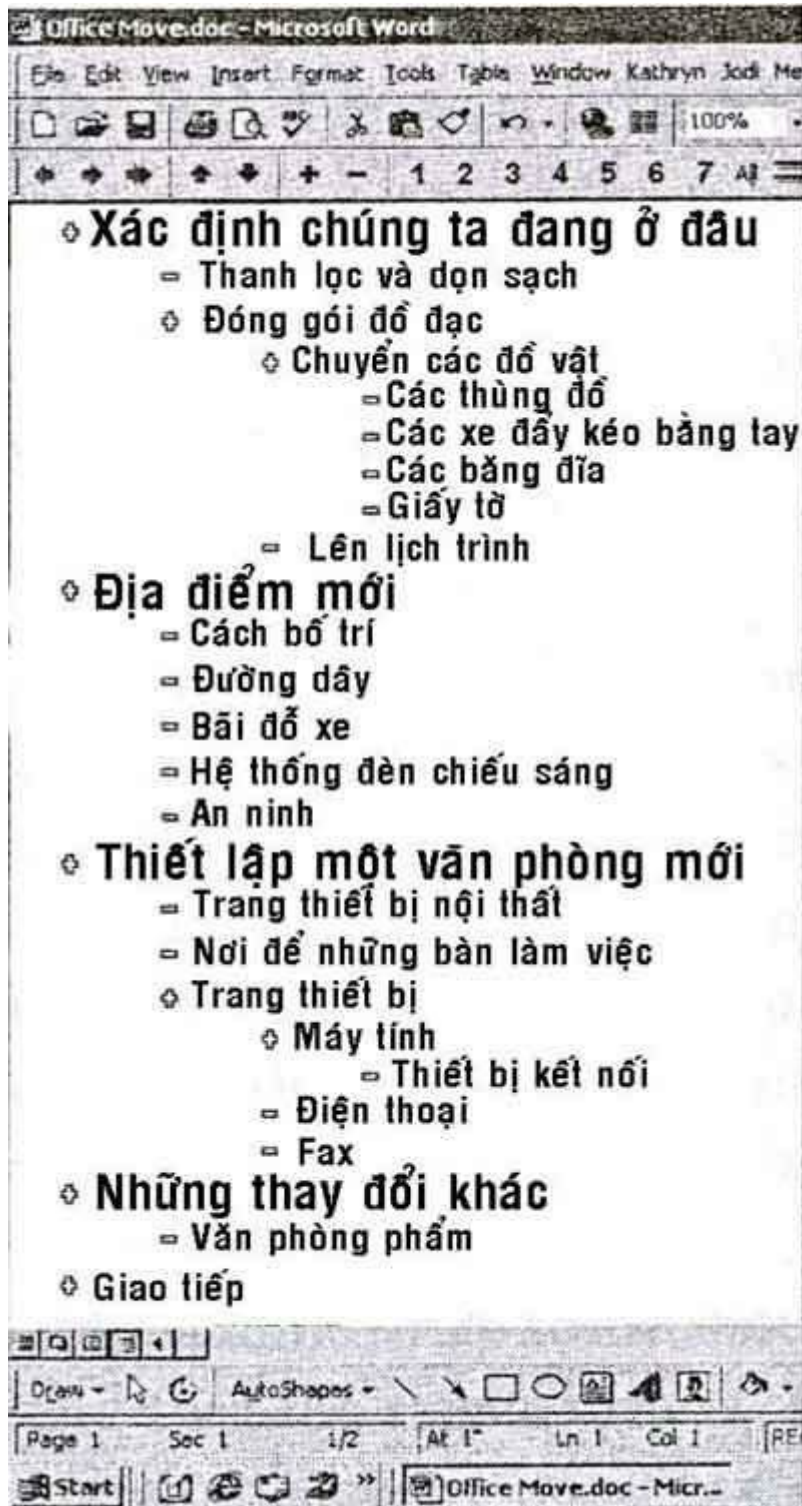 Office Move.doc - Microsoft Word
File Edit View Insert Format Tools Table Window Kathryn Jodi Me
100%
1 2 3 4 5 6 7 All
Xác định chúng ta đang ở đâu
Thanh lọc và dọn sạch
Đóng gói đồ đạc
Chuyển các đồ vật
Các thùng đồ
Các xe đẩy kéo bằng tay
Các băng đĩa
Giấy tờ
Lên lịch trình
Địa điểm mới
Cách bố trí
Đường dây
Bãi đỗ xe
Hệ thống đèn chiếu sáng
An ninh
Thiết lập một văn phòng mới
Trang thiết bị nội thất
Nơi để những bàn làm việc
Trang thiết bị
Máy tính
Thiết bị kết nối
Điện thoại
Fax
Những thay đổi khác
Văn phòng phẩm
Giao tiếp
Draw AutoShapes
Page 1 Sec 1 1/2 At 1" Ln 1 Col 1 REC
Start Office Move.doc - Micr...